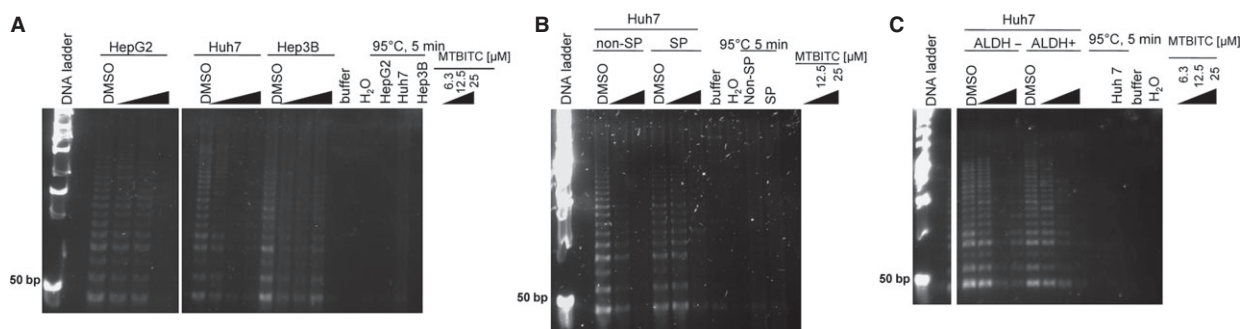 A
DNA ladder
HepG2
DMSO
Huh7
DMSO
Hep3B
DMSO
buffer
H2O
95°C, 5 min
HepG2
Huh7
Hep3B
MTBITC [µM]
6.3
12.5
25
50 bp
B
DNA ladder
Huh7
non-SP
DMSO
SP
DMSO
buffer
H2O
95°C 5 min
Non-SP
SP
MTBITC [µM]
12.5
25
50 bp
C
DNA ladder
Huh7
ALDH –
DMSO
ALDH+
DMSO
95°C, 5 min
Huh 7
buffer
H2O
MTBITC [µM]
6.3
12.5
25
50 bp